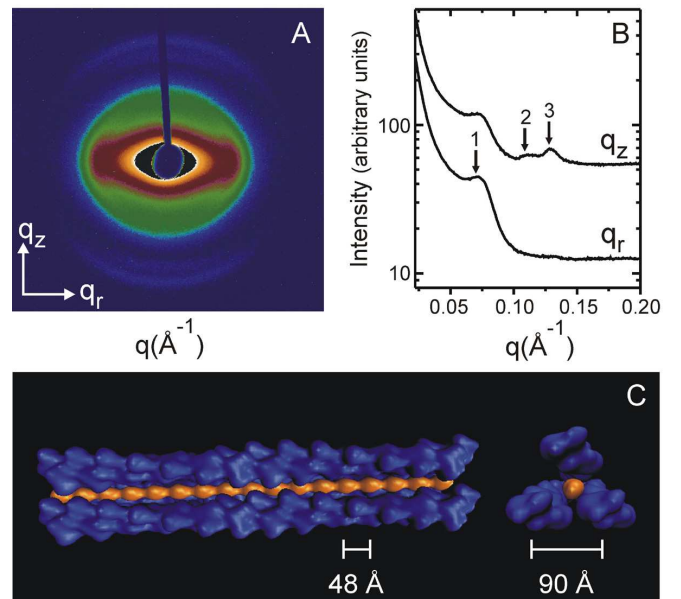 A
q_z
q_r
q(Å⁻¹)
B
Intensity (arbitrary units)
100
10
1
2
3
q_z
q_r
0.05
0.10
0.15
0.20
q(Å⁻¹)
C
48 Å
90 Å